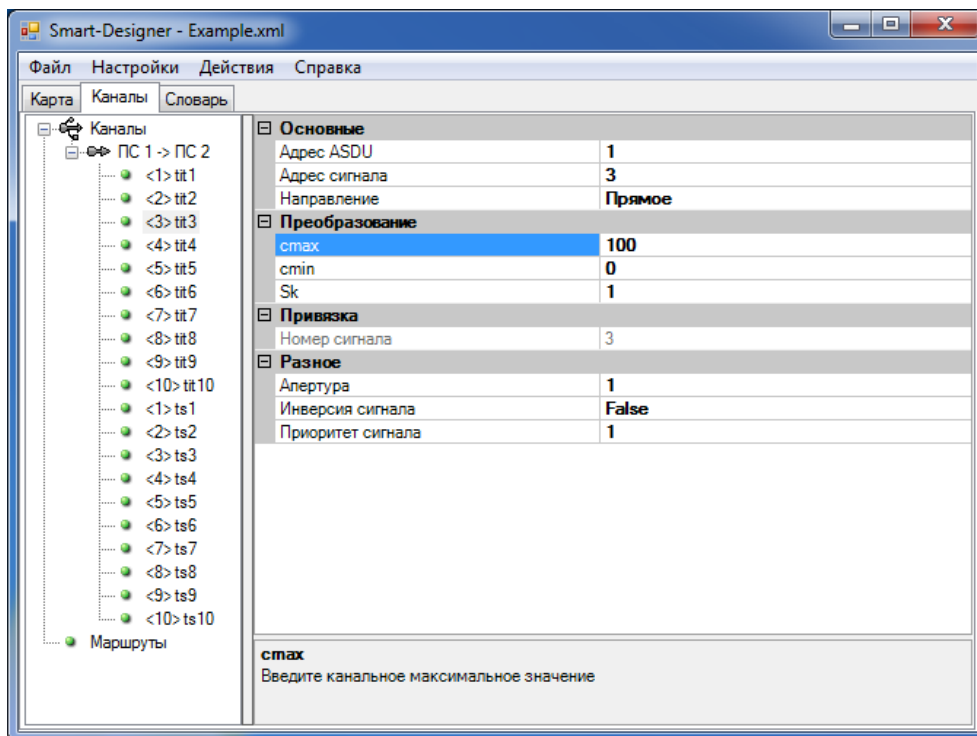 Smart-Designer - Example.xml
Файл Настройки Действия Справка
Карта Каналы Словарь
Каналы
ПС 1 -> ПС 2
<1> tit1
<2> tit2
<3> tit3
<4> tit4
<5> tit5
<6> tit6
<7> tit7
<8> tit8
<9> tit9
<10> tit10
<1> ts1
<2> ts2
<3> ts3
<4> ts4
<5> ts5
<6> ts6
<7> ts7
<8> ts8
<9> ts9
<10> ts10
Маршруты
Основные
Адрес ASDU 1
Адрес сигнала 3
Направление Прямое
Преобразование
cmax 100
cmin 0
Sk 1
Привязка
Номер сигнала 3
Разное
Апертура 1
Инверсия сигнала False
Приоритет сигнала 1
cmax
Введите канальное максимальное значение